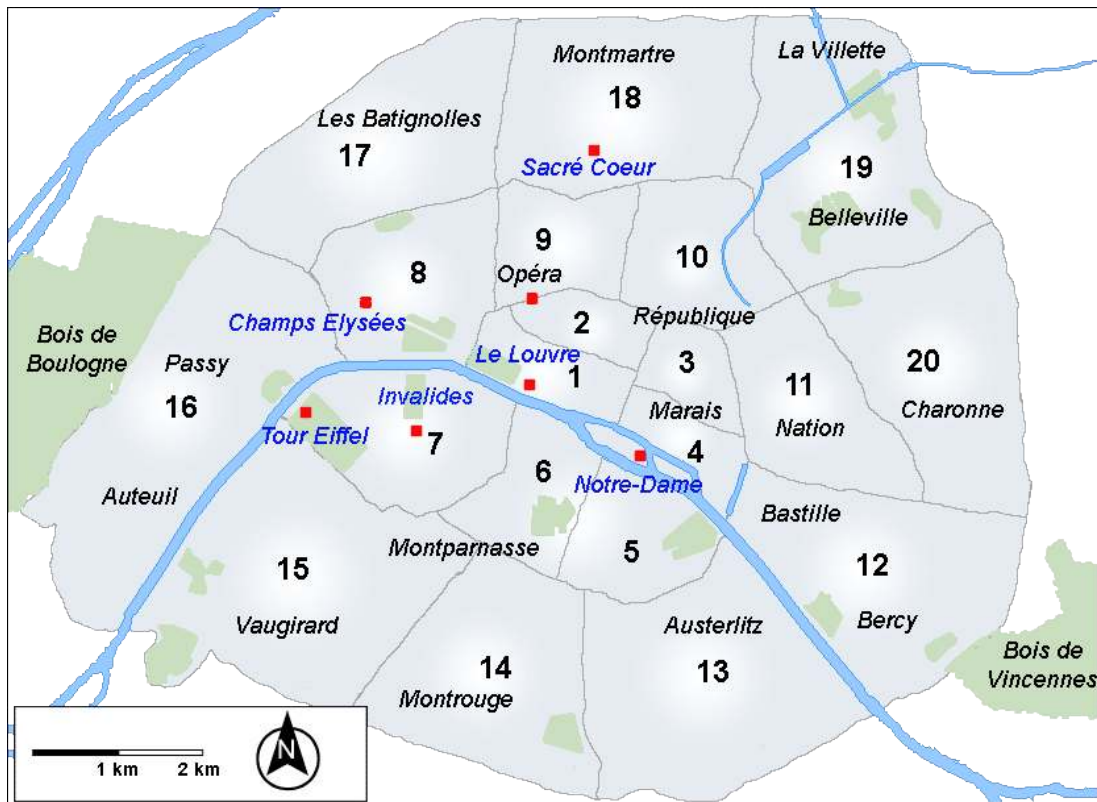 La Villette
Montmartre
18
Les Batignolles
17
Sacré Coeur
19
Belleville
9
10
8
Opéra
Champs Elysées
République
2
Bois de
Boulogne
Passy
Le Louvre
1
3
11
20
16
Invalides
Marais
Charonne
Tour Eiffel
7
Nation
4
6
Notre-Dame
Auteuil
Bastille
Montparnasse
5
15
12
Vaugirard
Austerlitz
Bercy
14
13
Bois de
Vincennes
Montrouge
N
1 km
2 km